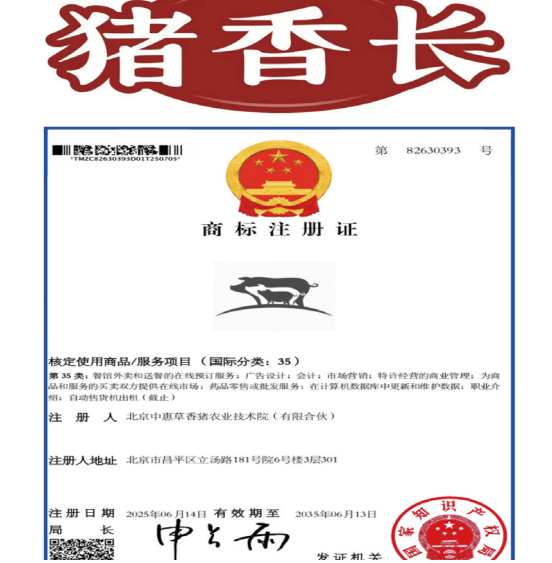 猪香长
*TMZC82630393D01T250705*
第 82630393 号
商标注册证
核定使用商品/服务项目（国际分类：35）
第35类：餐馆外卖和送餐的在线预订服务；广告设计；会计；市场营销；特许经营的商业管理；为商
品和服务的买卖双方提供在线市场；药品零售或批发服务；在计算机数据库中更新和维护数据；职业介
绍；自动售货机出租（截止）
注册人 北京中惠草香猪农业技术院（有限合伙）
注册人地址 北京市昌平区立汤路181号院6号楼3层301
注册日期 2025年06月14日 有效期至 2035年06月13日
局长 申长雨
发证机关
国家知识产权局